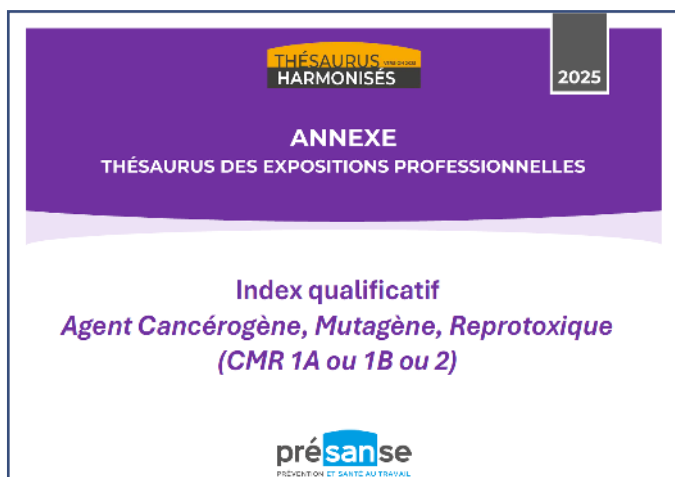 THÉSAURUS
HARMONISÉS
2025
ANNEXE
THÉSAURUS DES EXPOSITIONS PROFESSIONNELLES
Index qualificatif
Agent Cancérogène, Mutagène, Reprotoxique
(CMR 1A ou 1B ou 2)
présanse
PRÉVENTION ET SANTÉ AU TRAVAIL